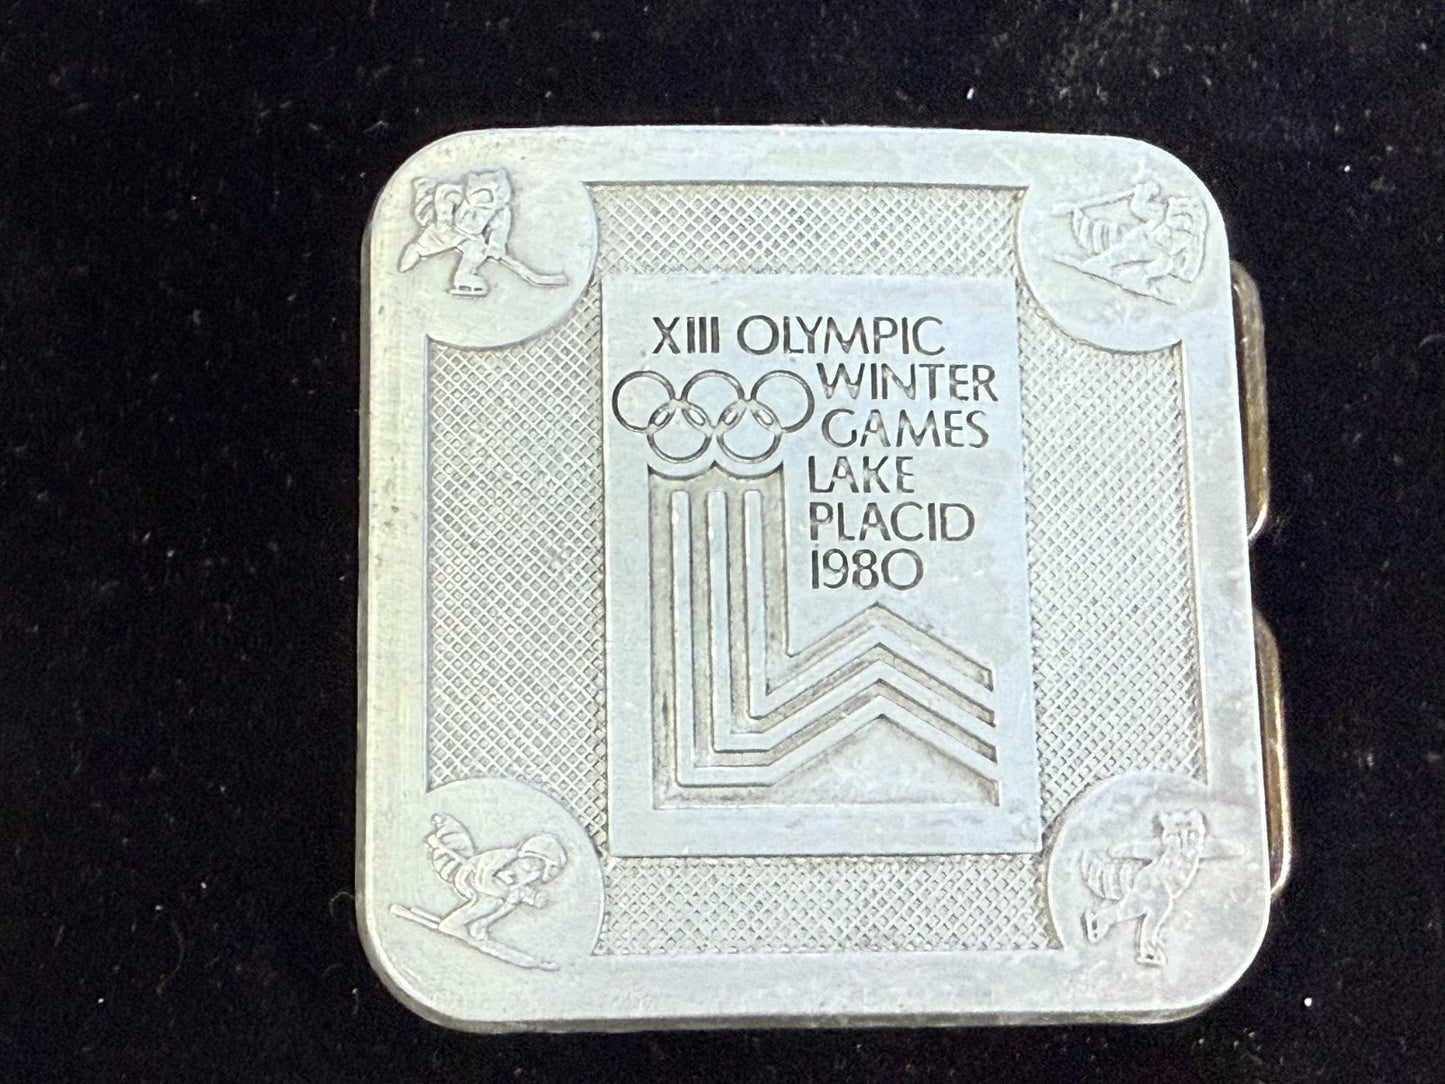 XIII OLYMPIC
WINTER
GAMES
LAKE
PLACID
1980